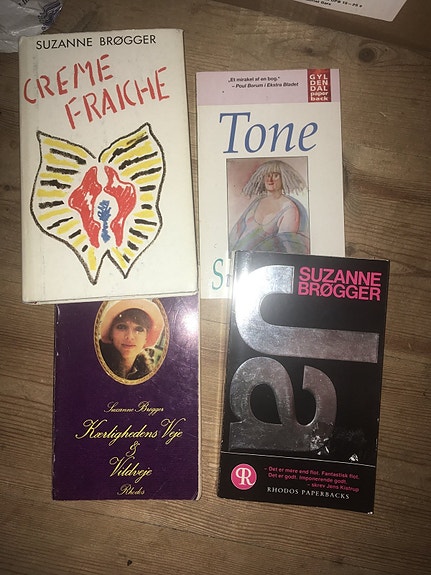 SUZANNE BRØGGER
CREME
FRAICHE
„Et mirakel af en bog."
– Poul Borum i Ekstra Bladet
GYL
DEN
DAL
paper
back
Tone
Suzanne Brøgger
Kærlighedens Veje
&
Vildveje
Rhodos
SUZANNE
BRØGGER
Ja
– Det er mere end flot. Fantastisk flot.
Det er godt. Imponerende godt.
– skrev Jens Kistrup
RHODOS PAPERBACKS